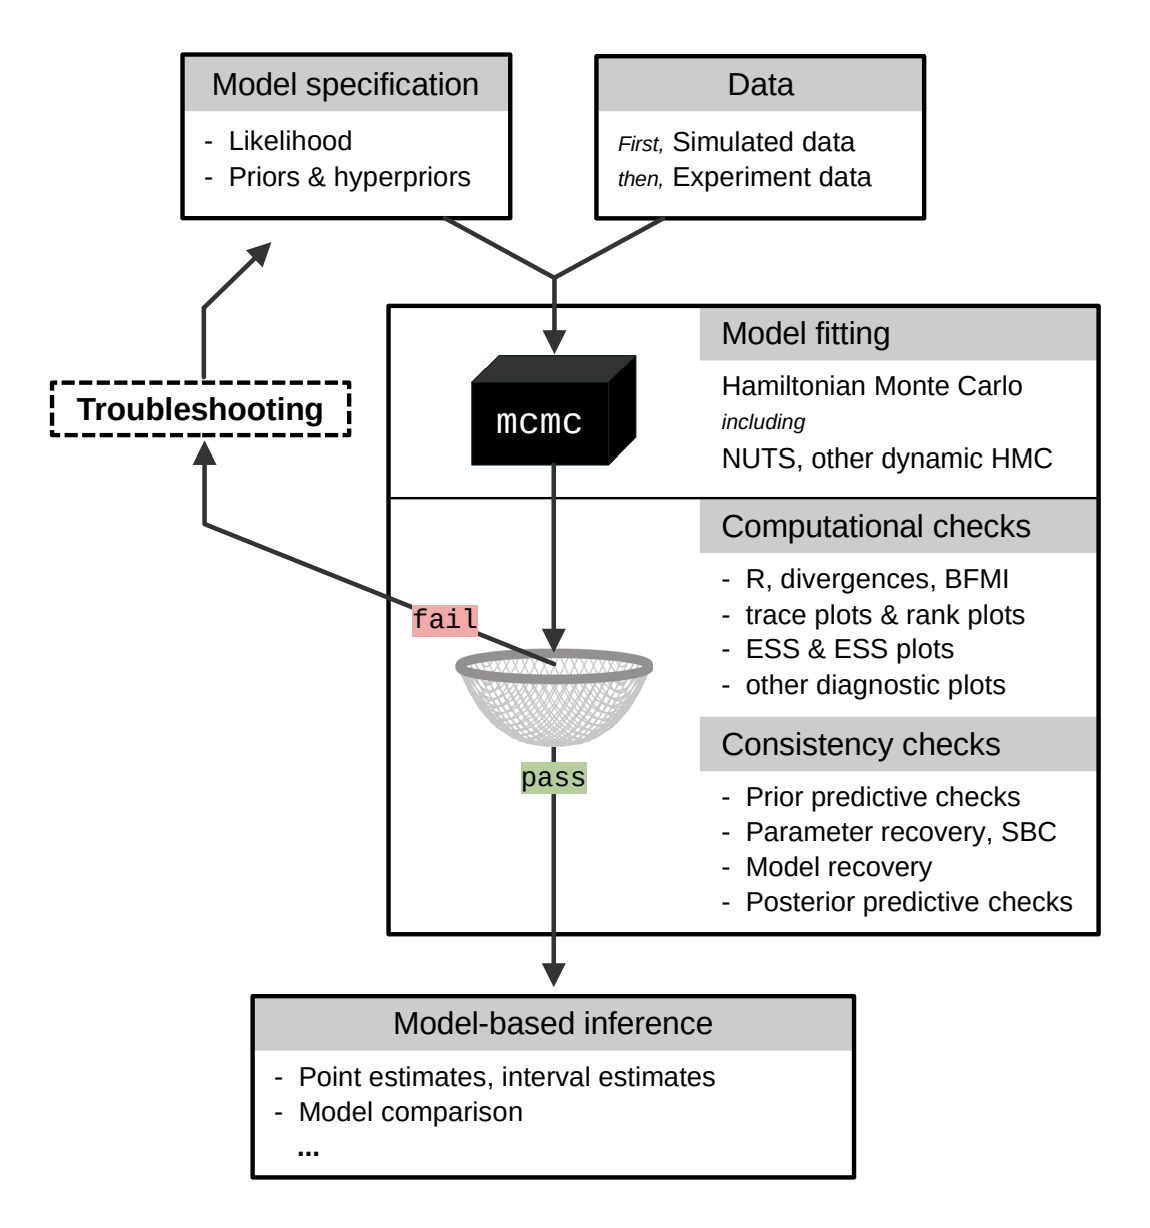 Model specification
- Likelihood
- Priors & hyperpriors
Data
First, Simulated data
then, Experiment data
Model fitting
Hamiltonian Monte Carlo
including
NUTS, other dynamic HMC
mcmc
Troubleshooting
Computational checks
- R, divergences, BFMI
- trace plots & rank plots
- ESS & ESS plots
- other diagnostic plots
fail
Consistency checks
- Prior predictive checks
- Parameter recovery, SBC
- Model recovery
- Posterior predictive checks
pass
Model-based inference
- Point estimates, interval estimates
- Model comparison
...